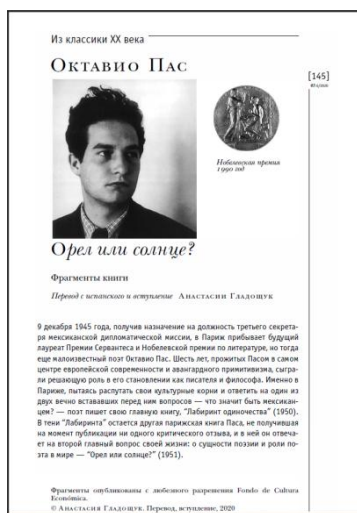 Из классики XX века
Октавио Пас
[145]
Нобелевская премия
1990 год
Орел или солнце?
Фрагменты книги
Перевод с испанского и вступление Анастасии Гладощук
9 декабря 1945 года, получив назначение на должность третьего секрета-
ря мексиканской дипломатической миссии, в Париж прибывает будущий
лауреат Премии Сервантеса и Нобелевской премии по литературе, но тогда
еще малоизвестный поэт Октавио Пас. Шесть лет, прожитых Пасом в самом
центре европейской современности и авангардного примитивизма, сыгра-
ли решающую роль в его становлении как писателя и философа. Именно в
Париже, пытаясь распутать свои культурные корни и ответить на один из
двух вечно встававших перед ним вопросов — что значит быть мексикан-
цем? — поэт пишет свою главную книгу, "Лабиринт одиночества" (1950).
В тени "Лабиринта" остается другая парижская книга Паса, не получившая
на момент публикации ни одного критического отзыва, и в ней он отвеча-
ет на второй главный вопрос своей жизни: о сущности поэзии и роли по-
эта в мире — "Орел или солнце?" (1951).
Фрагменты опубликованы с любезного разрешения Fondo de Cultura
Económica.
© Анастасия Гладощук. Перевод, вступление, 2020